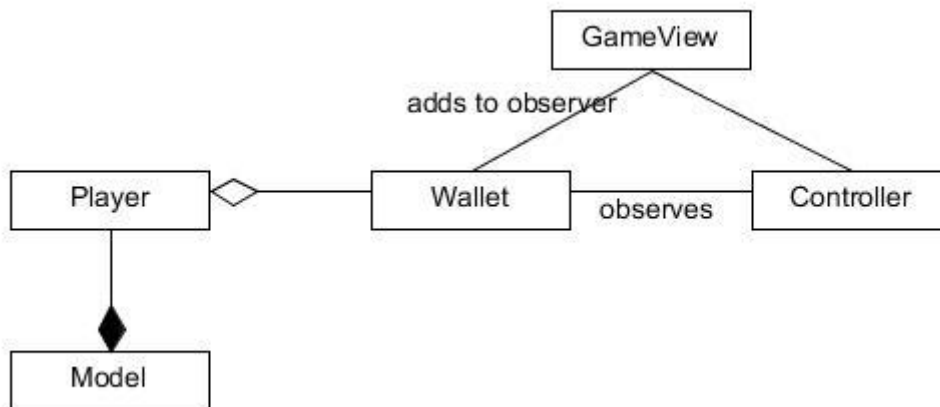 GameView
adds to observer
Player
Wallet
observes
Controller
Model